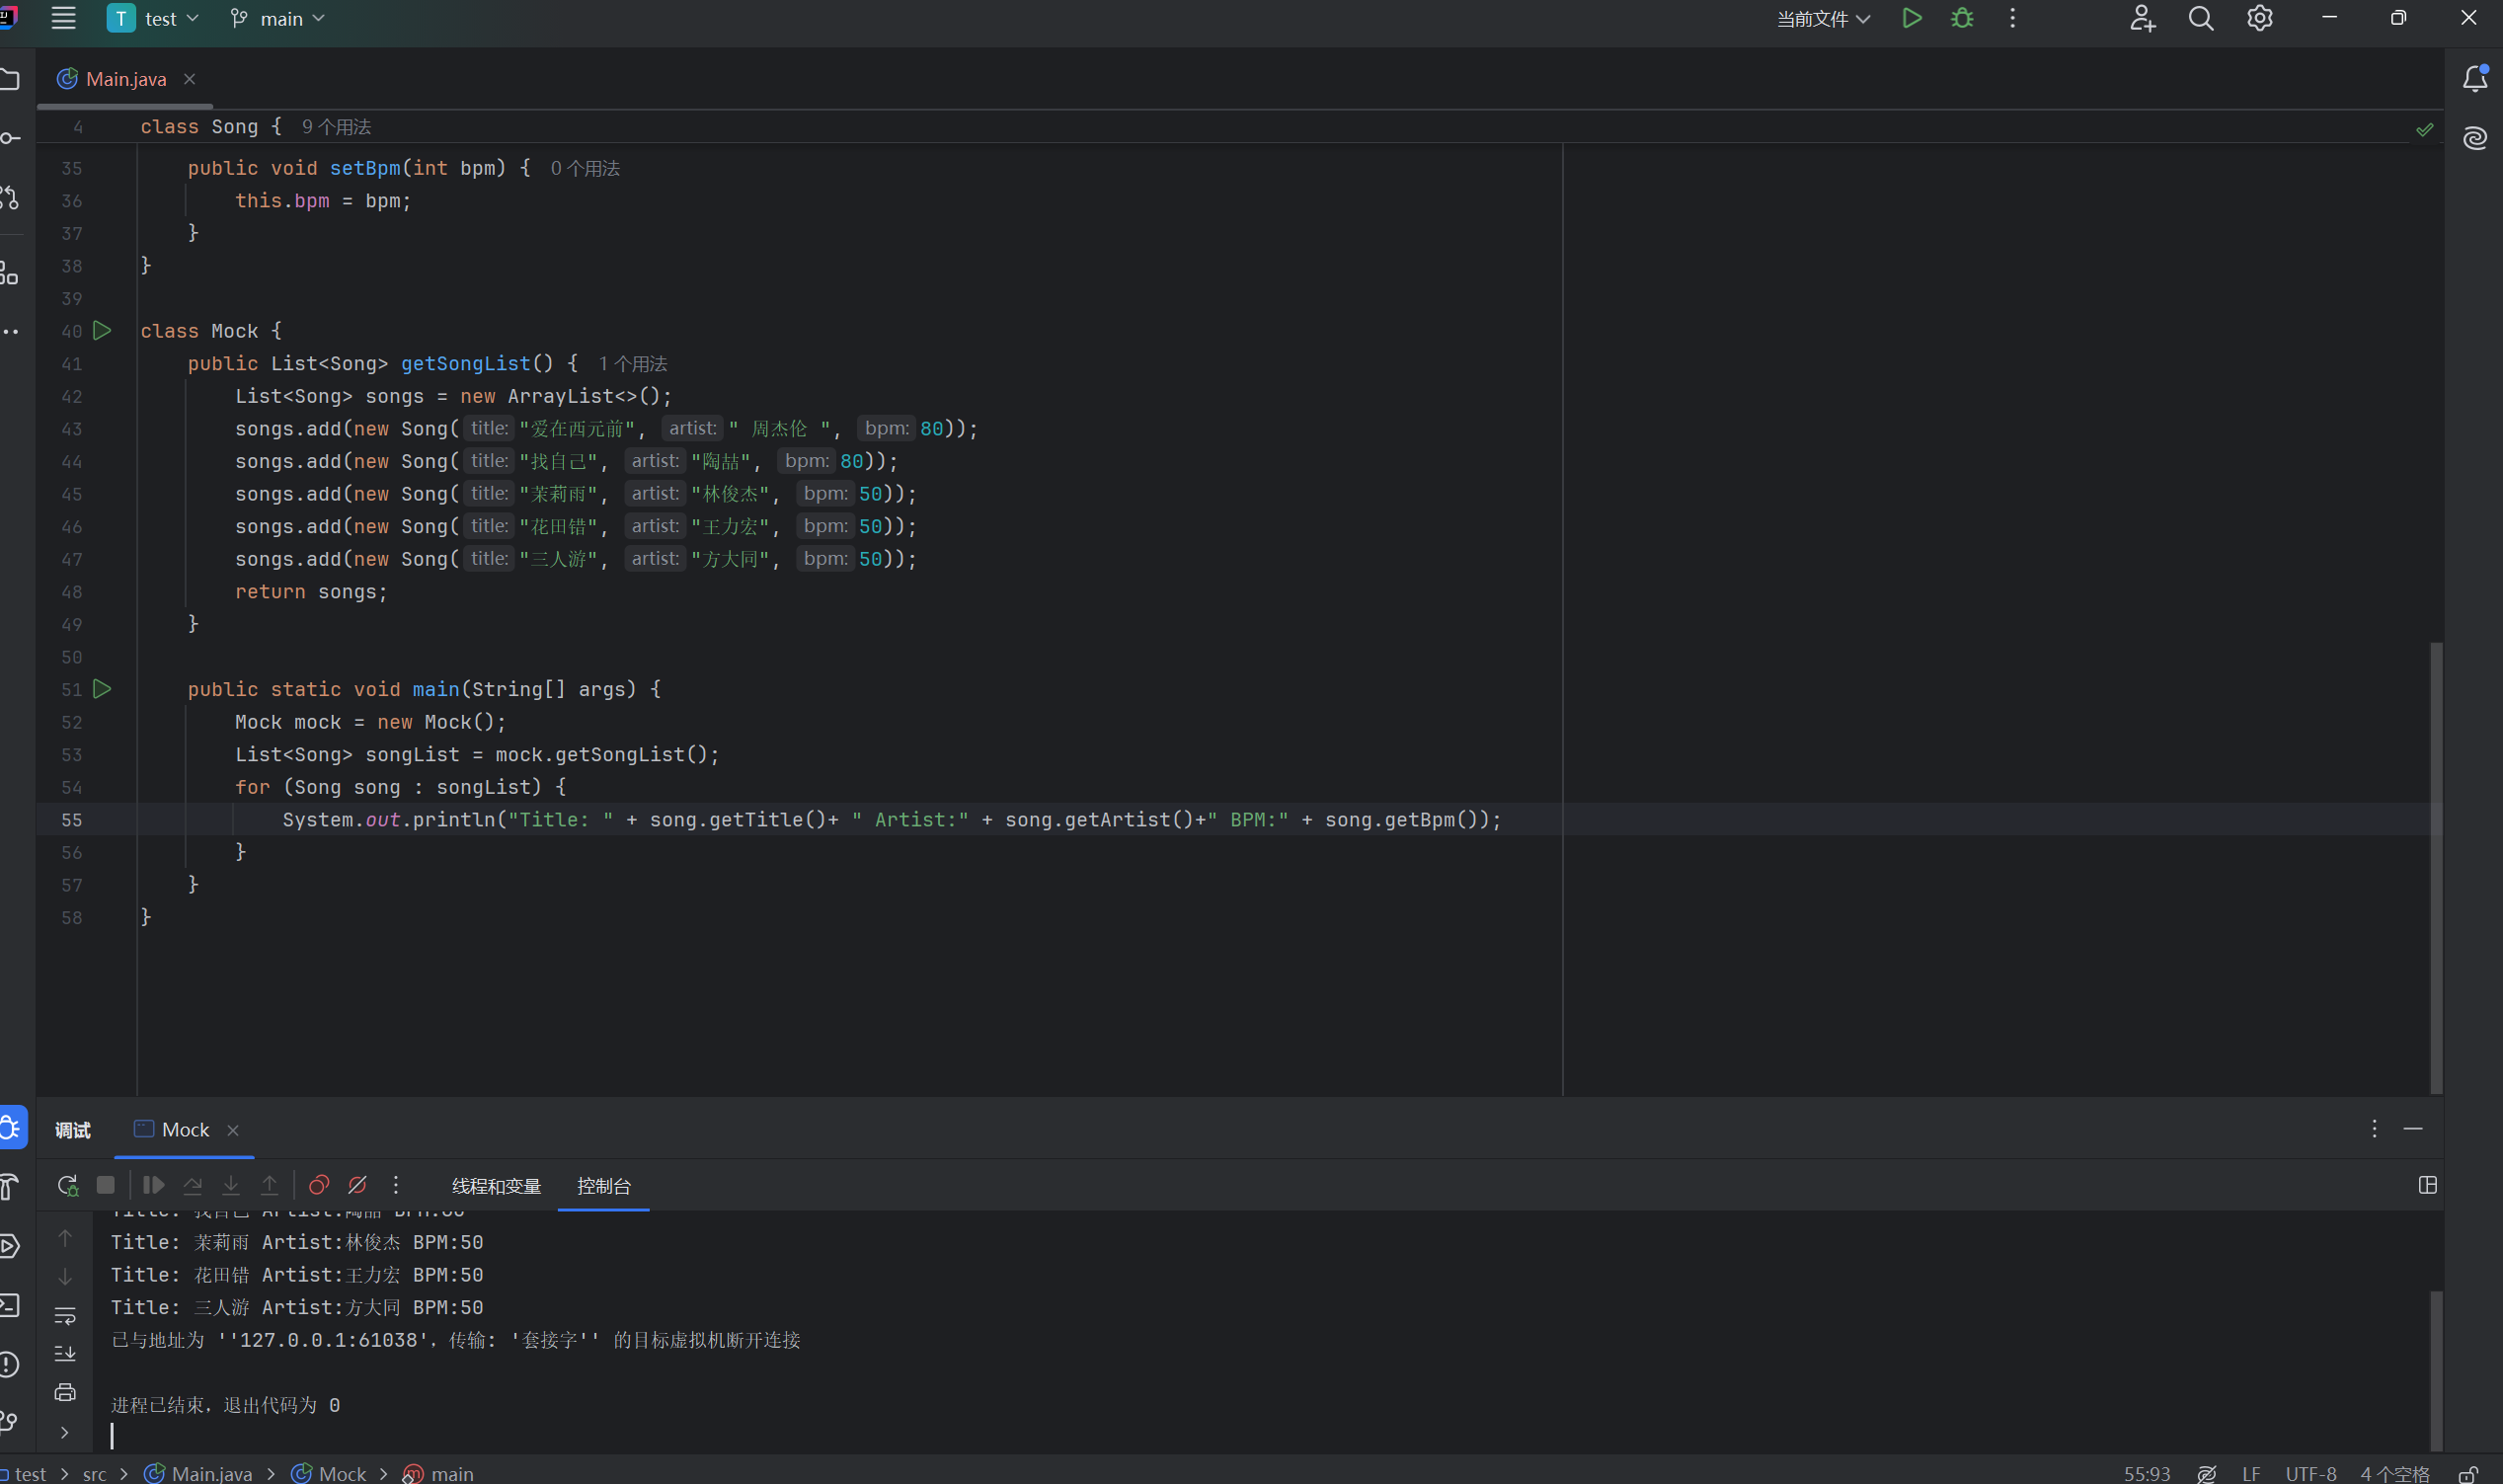 T test main 当前文件
Main.java
4 class Song { 9 个用法
35 public void setBpm(int bpm) { 0 个用法
36 this.bpm = bpm;
37 }
38 }
39
40 class Mock {
41 public List<Song> getSongList() { 1 个用法
42 List<Song> songs = new ArrayList<>();
43 songs.add(new Song( title: "爱在西元前", artist: " 周杰伦 ", bpm: 80));
44 songs.add(new Song( title: "找自己", artist: "陶喆", bpm: 80));
45 songs.add(new Song( title: "茉莉雨", artist: "林俊杰", bpm: 50));
46 songs.add(new Song( title: "花田错", artist: "王力宏", bpm: 50));
47 songs.add(new Song( title: "三人游", artist: "方大同", bpm: 50));
48 return songs;
49 }
50
51 public static void main(String[] args) {
52 Mock mock = new Mock();
53 List<Song> songList = mock.getSongList();
54 for (Song song : songList) {
55 System.out.println("Title: " + song.getTitle()+ " Artist:" + song.getArtist()+" BPM:" + song.getBpm());
56 }
57 }
58 }
调试 Mock
线程和变量 控制台
Title: 找自己 Artist:陶喆 BPM:80
Title: 茉莉雨 Artist:林俊杰 BPM:50
Title: 花田错 Artist:王力宏 BPM:50
Title: 三人游 Artist:方大同 BPM:50
已与地址为 ''127.0.0.1:61038'，传输: '套接字'' 的目标虚拟机断开连接
进程已结束，退出代码为 0
test > src > Main.java > Mock > main 55:93 LF UTF-8 4 个空格